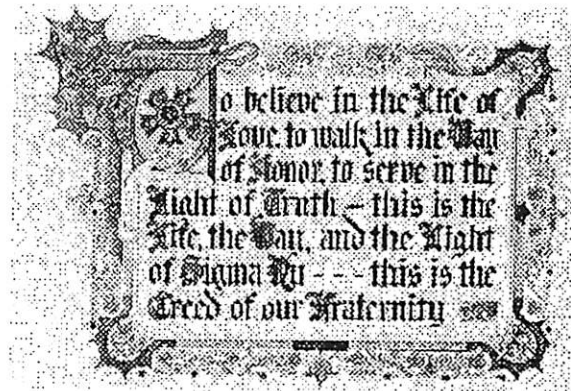 To believe in the Life of
Love, to walk in the Way
of Honor, to serve in the
Light of Truth – this is the
Life, the Way, and the Light
of Sigma Nu - - - this is the
Creed of our Fraternity